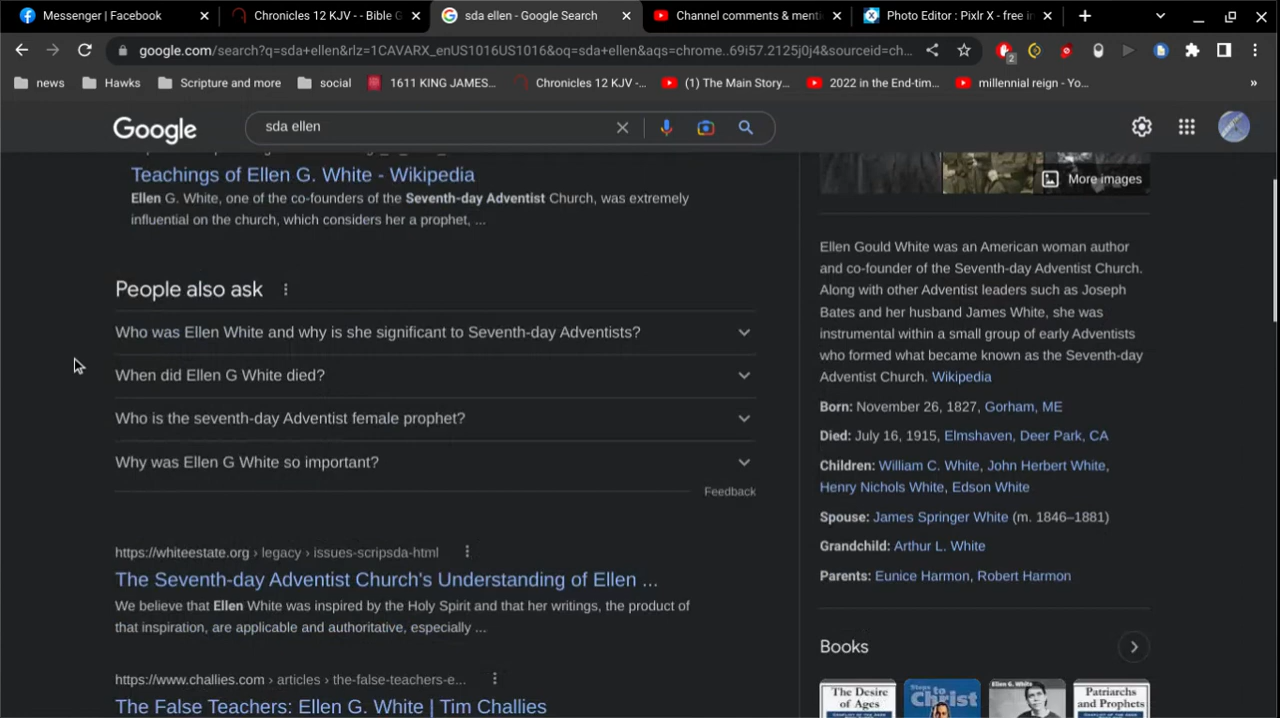 Messenger | Facebook
Chronicles 12 KJV - - Bible G
sda ellen - Google Search
Channel comments & menti
Photo Editor : Pixlr X - free i
google.com/search?q=sda+ellen&rlz=1CAVARX_enUS1016US1016&oq=sda+ellen&aqs=chrome..69i57.2125j0j4&sourceid=ch...
2
news
Hawks
Scripture and more
social
1611 KING JAMES...
Chronicles 12 KJV -...
(1) The Main Story...
2022 in the End-tim...
millennial reign - Yo...
»
Google
sda ellen
Teachings of Ellen G. White - Wikipedia
Ellen G. White, one of the co-founders of the Seventh-day Adventist Church, was extremely
influential on the church, which considers her a prophet, ...
People also ask
Who was Ellen White and why is she significant to Seventh-day Adventists?
When did Ellen G White died?
Who is the seventh-day Adventist female prophet?
Why was Ellen G White so important?
Feedback
https://whiteestate.org › legacy › issues-scripsda-html
The Seventh-day Adventist Church's Understanding of Ellen ...
We believe that Ellen White was inspired by the Holy Spirit and that her writings, the product of
that inspiration, are applicable and authoritative, especially ...
https://www.challies.com › articles › the-false-teachers-e...
The False Teachers: Ellen G. White | Tim Challies
More images
Ellen Gould White was an American woman author
and co-founder of the Seventh-day Adventist Church.
Along with other Adventist leaders such as Joseph
Bates and her husband James White, she was
instrumental within a small group of early Adventists
who formed what became known as the Seventh-day
Adventist Church. Wikipedia
Born: November 26, 1827, Gorham, ME
Died: July 16, 1915, Elmshaven, Deer Park, CA
Children: William C. White, John Herbert White,
Henry Nichols White, Edson White
Spouse: James Springer White (m. 1846–1881)
Grandchild: Arthur L. White
Parents: Eunice Harmon, Robert Harmon
Books
The Desire
of Ages
Steps to
Christ
Ellen G. White
Patriarchs
and Prophets